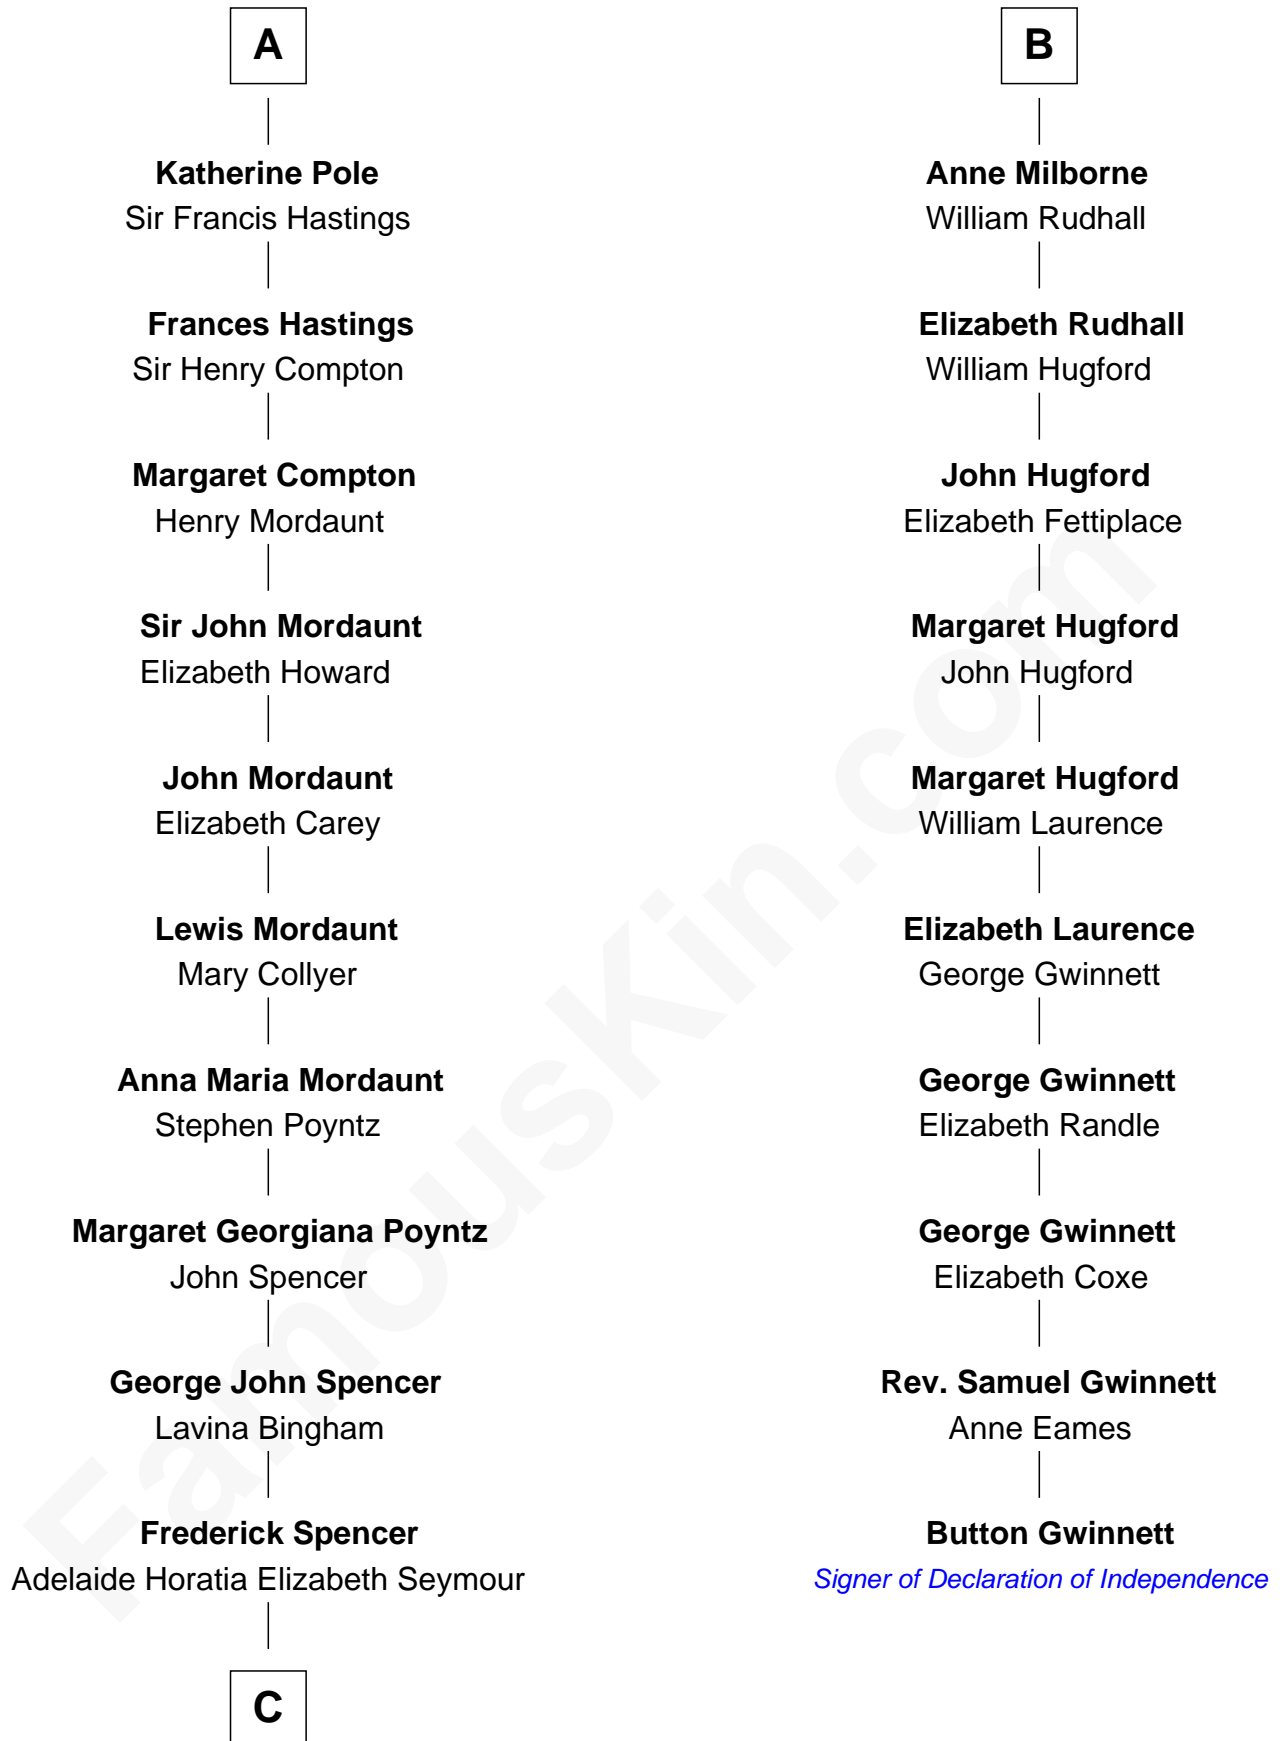 A
Katherine Pole
Sir Francis Hastings
Frances Hastings
Sir Henry Compton
Margaret Compton
Henry Mordaunt
Sir John Mordaunt
Elizabeth Howard
John Mordaunt
Elizabeth Carey
Lewis Mordaunt
Mary Collyer
Anna Maria Mordaunt
Stephen Poyntz
Margaret Georgiana Poyntz
John Spencer
George John Spencer
Lavina Bingham
Frederick Spencer
Adelaide Horatia Elizabeth Seymour
C
B
Anne Milborne
William Rudhall
Elizabeth Rudhall
William Hugford
John Hugford
Elizabeth Fettiplace
Margaret Hugford
John Hugford
Margaret Hugford
William Laurence
Elizabeth Laurence
George Gwinnett
George Gwinnett
Elizabeth Randle
George Gwinnett
Elizabeth Coxe
Rev. Samuel Gwinnett
Anne Eames
Button Gwinnett
Signer of Declaration of Independence
FamousKin.com